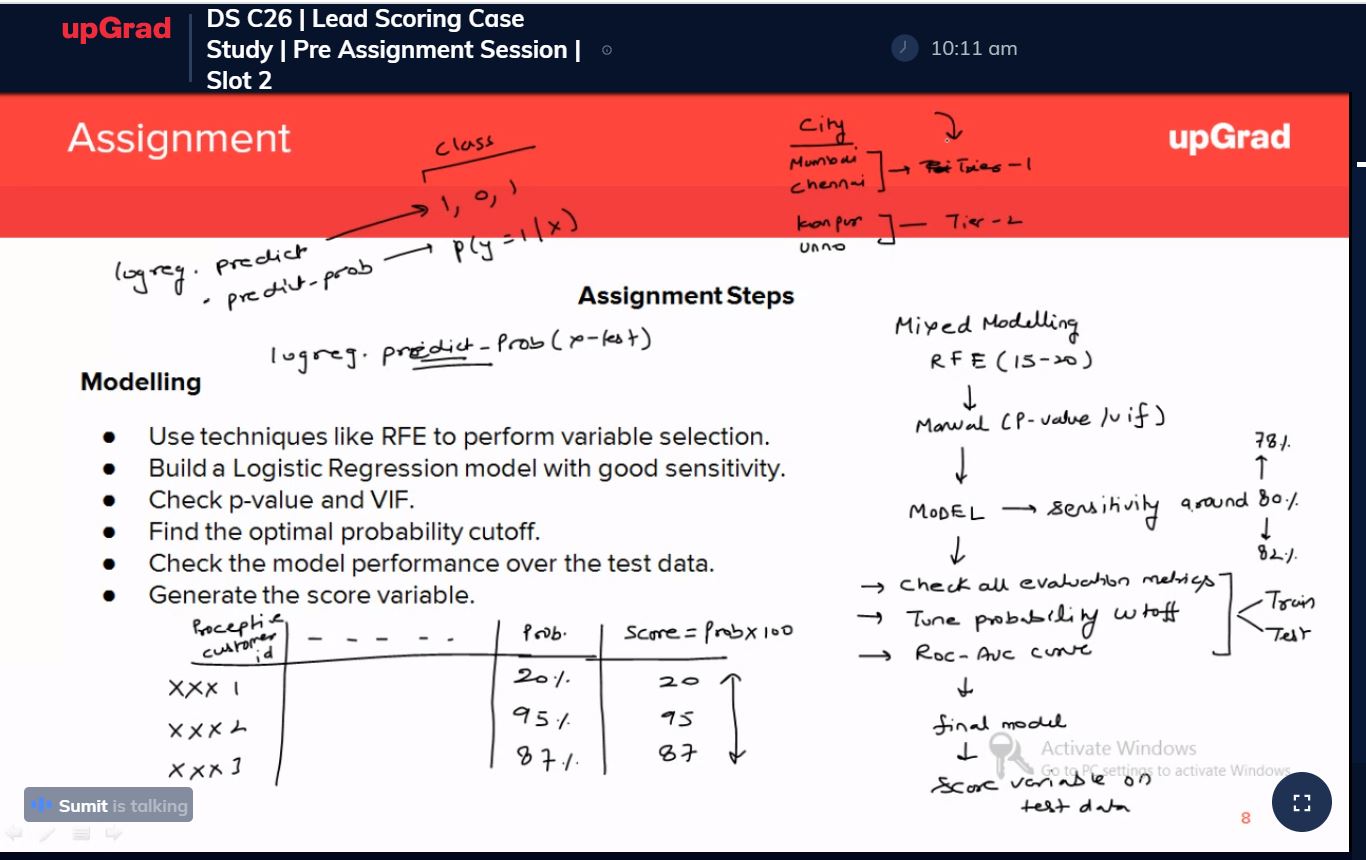 upGrad
DS C26 | Lead Scoring Case
Study | Pre Assignment Session |
Slot 2
10:11 am
Assignment
upGrad
class
1, 0, 1
logreg. predict
. predict-prob
P(y=1/x)
City
Mumbai
Chennai
Tries-1
Kanpur
Tier-2
unno
Assignment Steps
logreg. predict-Prob(x-test)
Modelling
● Use techniques like RFE to perform variable selection.
● Build a Logistic Regression model with good sensitivity.
● Check p-value and VIF.
● Find the optimal probability cutoff.
● Check the model performance over the test data.
● Generate the score variable.
Mixed Modelling
RFE (15-20)
↓
Manual (P-value /vif)
↓
MODEL → sensitivity around 80%
78%
82%
↓
→ Check all evaluation metrics
→ Tune probability cutoff
→ ROC-AUC curve
Train
Test
↓
final model
↓
score variable on
test data
customer
id
Prob.
Score = Prob x 100
XXX 1 20% 20
XXX 2 95% 95
XXX 3 87% 87
Activate Windows
Go to PC settings to activate Windows
Sumit is talking
8